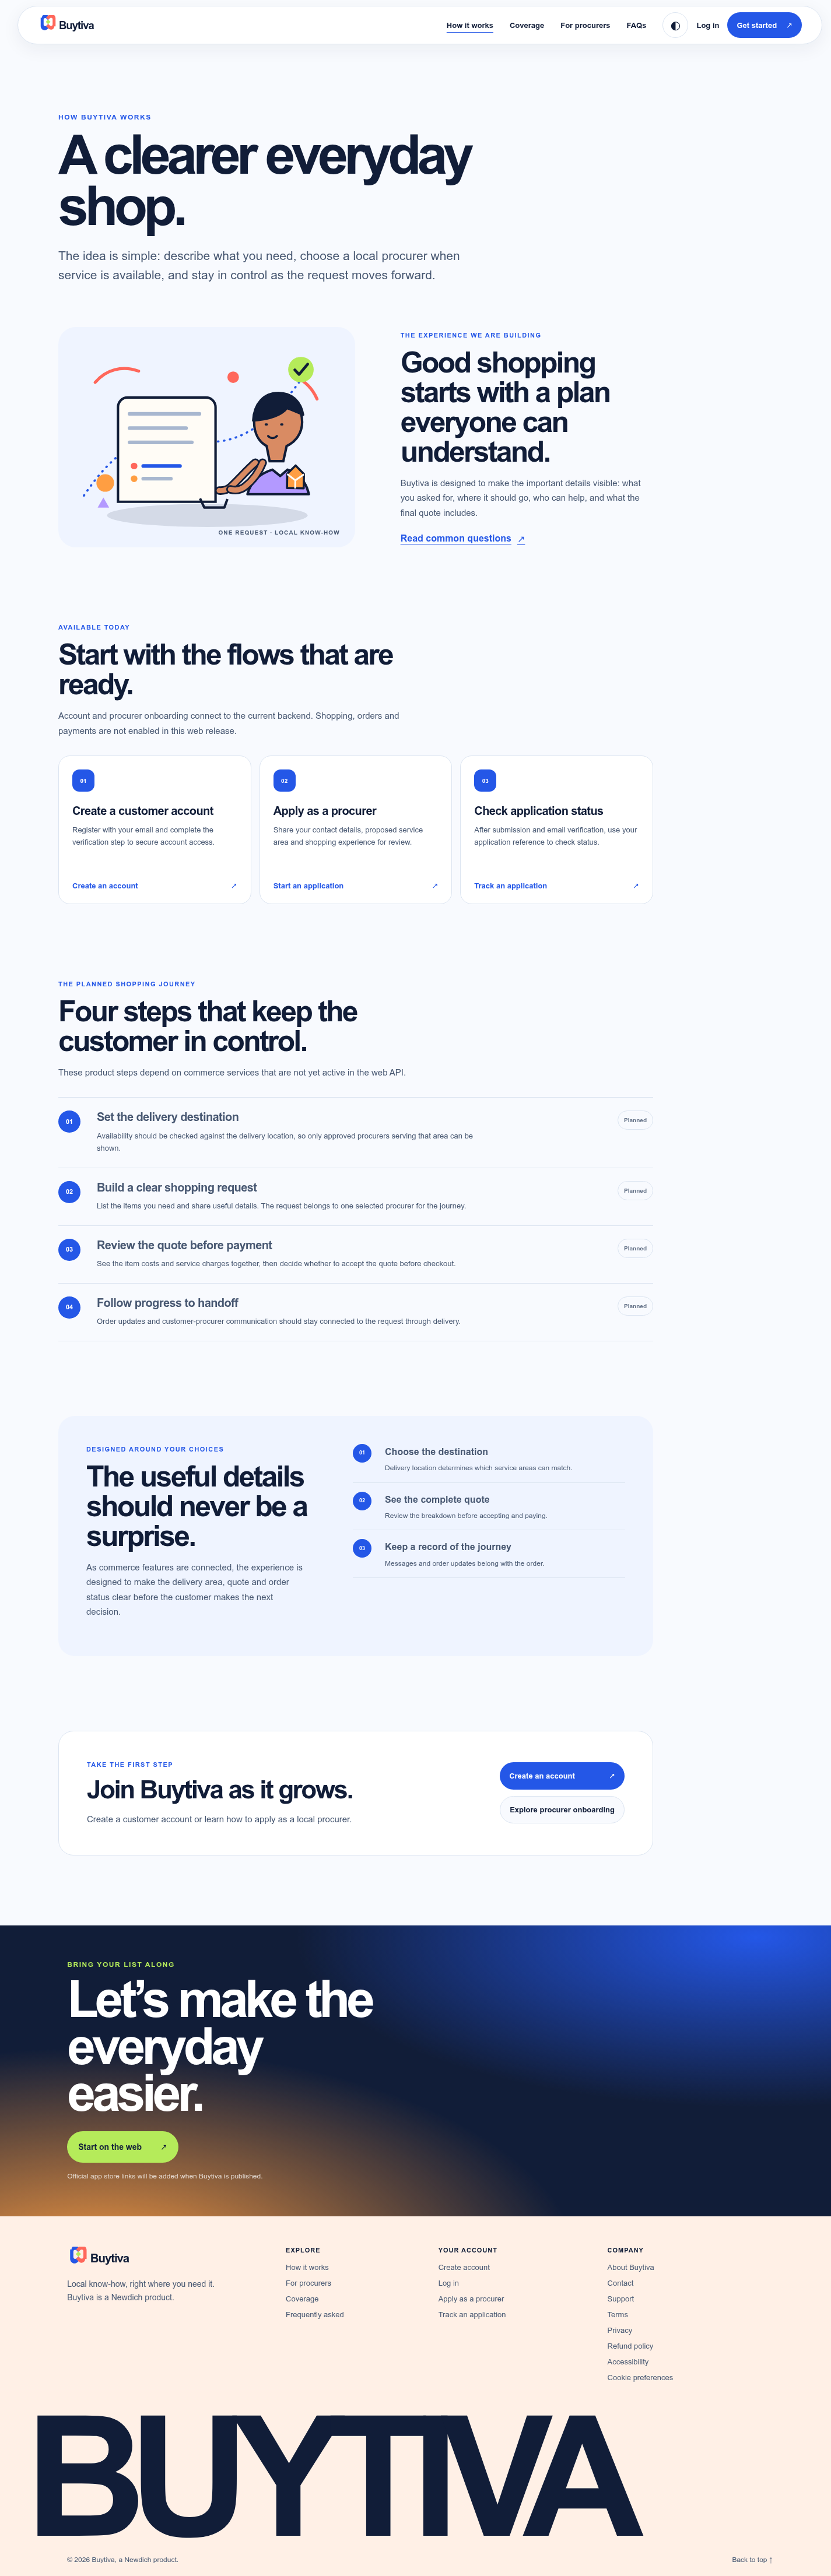 Buytiva
How it works
Coverage
For procurers
FAQs
Log in
Get started ↗
HOW BUYTIVA WORKS
A clearer everyday
shop.
The idea is simple: describe what you need, choose a local procurer when
service is available, and stay in control as the request moves forward.
ONE REQUEST · LOCAL KNOW-HOW
THE EXPERIENCE WE ARE BUILDING
Good shopping
starts with a plan
everyone can
understand.
Buytiva is designed to make the important details visible: what
you asked for, where it should go, who can help, and what the
final quote includes.
Read common questions ↗
AVAILABLE TODAY
Start with the flows that are
ready.
Account and procurer onboarding connect to the current backend. Shopping, orders and
payments are not enabled in this web release.
01
Create a customer account
Register with your email and complete the
verification step to secure account access.
Create an account ↗
02
Apply as a procurer
Share your contact details, proposed service
area and shopping experience for review.
Start an application ↗
03
Check application status
After submission and email verification, use your
application reference to check status.
Track an application ↗
THE PLANNED SHOPPING JOURNEY
Four steps that keep the
customer in control.
These product steps depend on commerce services that are not yet active in the web API.
01
Set the delivery destination
Availability should be checked against the delivery location, so only approved procurers serving that area can be
shown.
Planned
02
Build a clear shopping request
List the items you need and share useful details. The request belongs to one selected procurer for the journey.
Planned
03
Review the quote before payment
See the item costs and service charges together, then decide whether to accept the quote before checkout.
Planned
04
Follow progress to handoff
Order updates and customer-procurer communication should stay connected to the request through delivery.
Planned
DESIGNED AROUND YOUR CHOICES
The useful details
should never be a
surprise.
As commerce features are connected, the experience is
designed to make the delivery area, quote and order
status clear before the customer makes the next
decision.
01
Choose the destination
Delivery location determines which service areas can match.
02
See the complete quote
Review the breakdown before accepting and paying.
03
Keep a record of the journey
Messages and order updates belong with the order.
TAKE THE FIRST STEP
Join Buytiva as it grows.
Create a customer account or learn how to apply as a local procurer.
Create an account ↗
Explore procurer onboarding
BRING YOUR LIST ALONG
Let’s make the
everyday
easier.
Start on the web ↗
Official app store links will be added when Buytiva is published.
Buytiva
Local know-how, right where you need it.
Buytiva is a Newdich product.
EXPLORE
How it works
For procurers
Coverage
Frequently asked
YOUR ACCOUNT
Create account
Log in
Apply as a procurer
Track an application
COMPANY
About Buytiva
Contact
Support
Terms
Privacy
Refund policy
Accessibility
Cookie preferences
BUYTIVA
© 2026 Buytiva, a Newdich product.
Back to top ↑